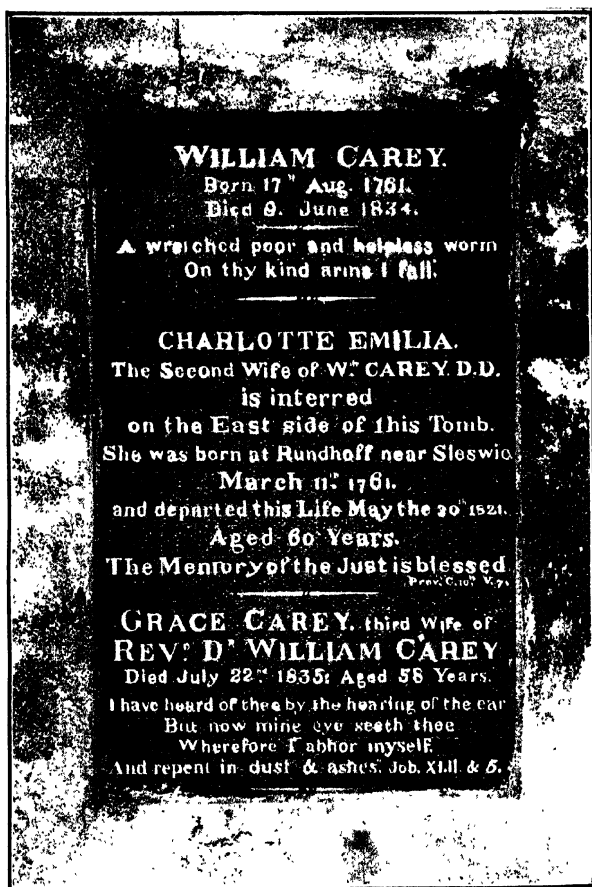 WILLIAM CAREY.
Born 17th Aug. 1761.
Died 9. June 1834.
A wretched poor and helpless worm
On thy kind arms I fall.
CHARLOTTE EMILIA.
The Second Wife of Wm CAREY D.D.
is interred
on the East side of this Tomb.
She was born at Rundhoff near Sleswic
March 11th 1761.
and departed this Life May the 30th 1821.
Aged 60 Years.
The Memory of the Just is blessed
Prov. C. 10th V. 7.
GRACE CAREY, third Wife of
REVD DR WILLIAM CAREY
Died July 22nd 1835: Aged 58 Years.
I have heard of thee by the hearing of the ear
But now mine eye seeth thee
Wherefore I abhor myself,
And repent in dust & ashes. Job. XLII. & 5.